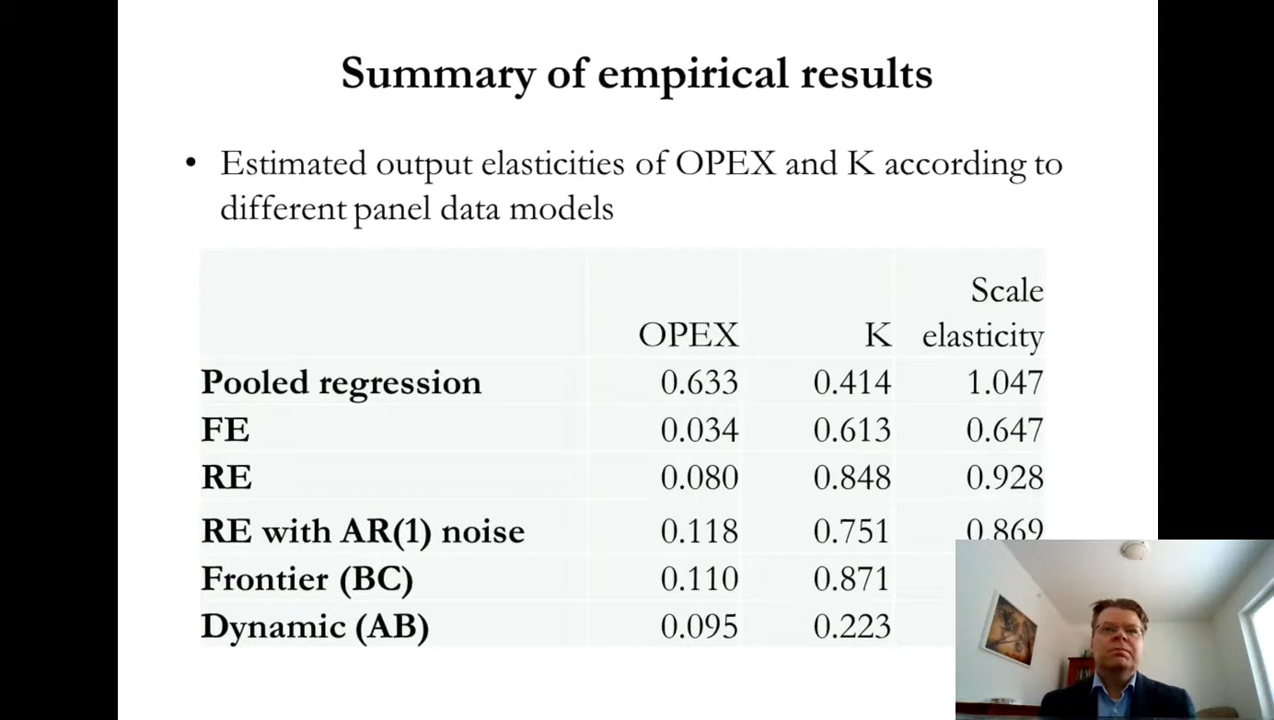 Summary of empirical results
• Estimated output elasticities of OPEX and K according to
different panel data models
Scale
OPEX K elasticity
Pooled regression 0.633 0.414 1.047
FE 0.034 0.613 0.647
RE 0.080 0.848 0.928
RE with AR(1) noise 0.118 0.751 0.869
Frontier (BC) 0.110 0.871
Dynamic (AB) 0.095 0.223